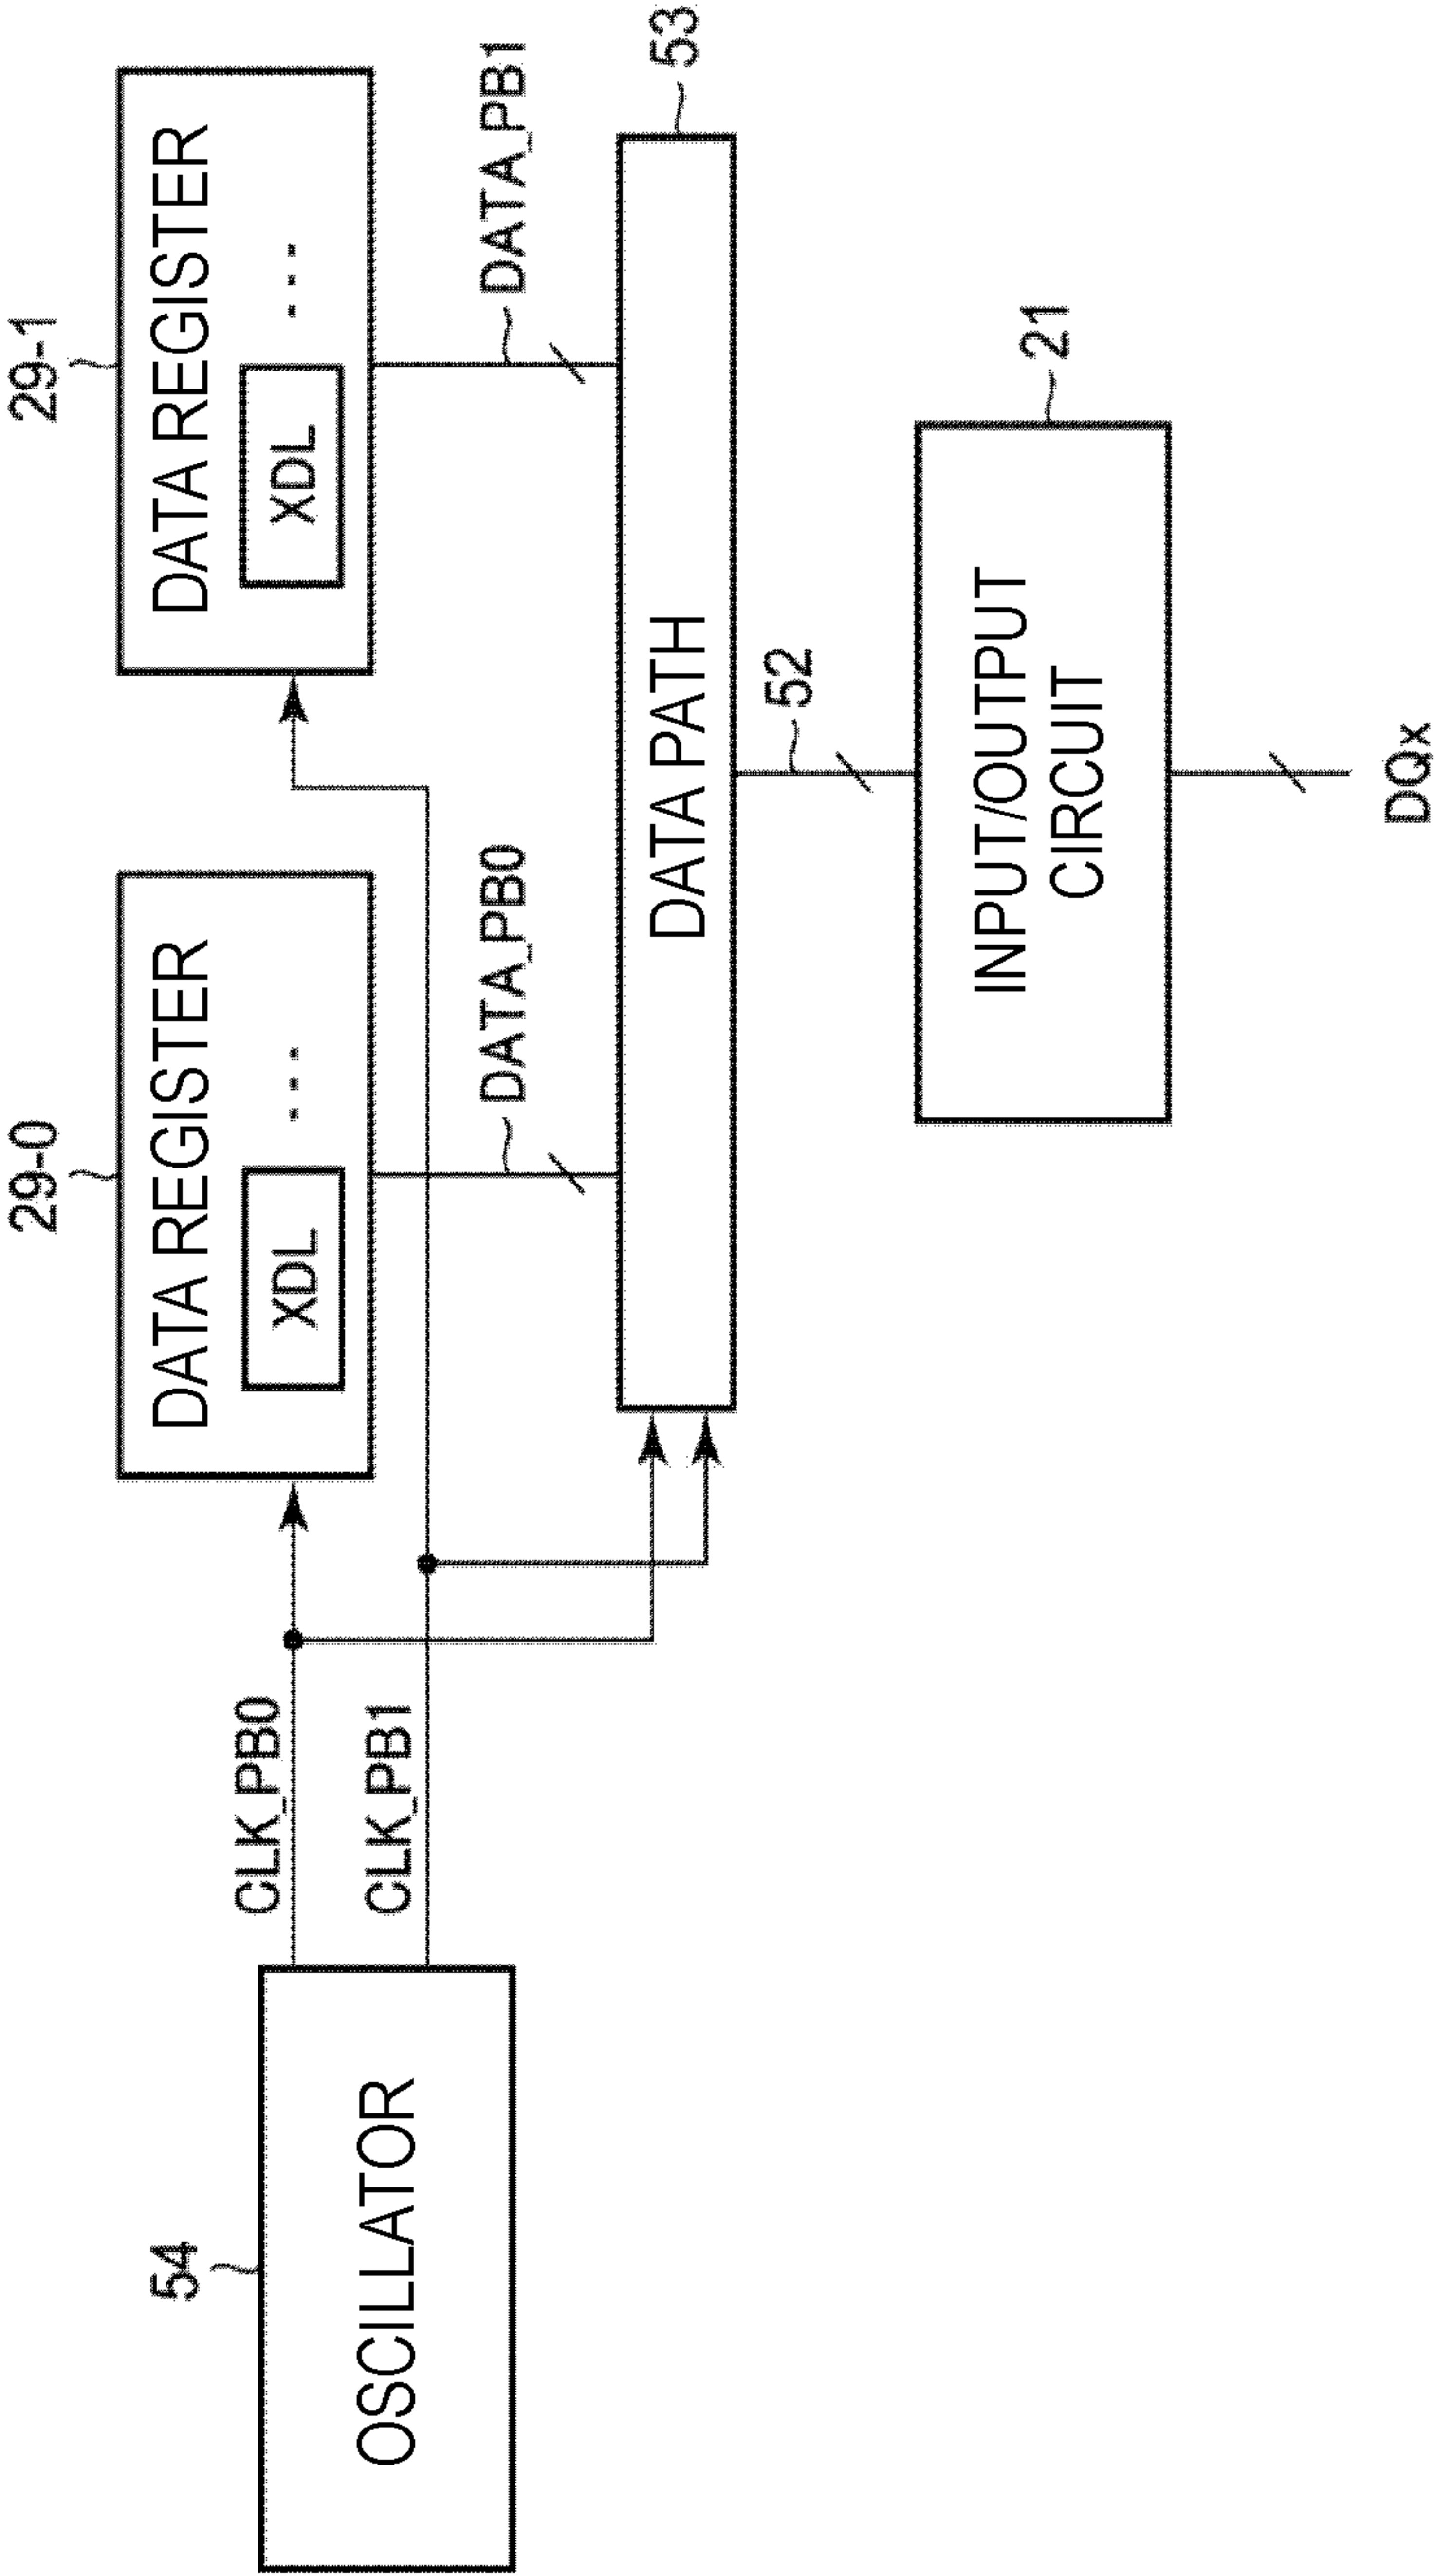 29-0
29-1
DATA REGISTER
DATA REGISTER
54
XDL
...
XDL
...
CLK_PB0
OSCILLATOR
CLK_PB1
DATA_PB0
DATA_PB1
DATA PATH
53
52
21
INPUT/OUTPUT
CIRCUIT
DQx